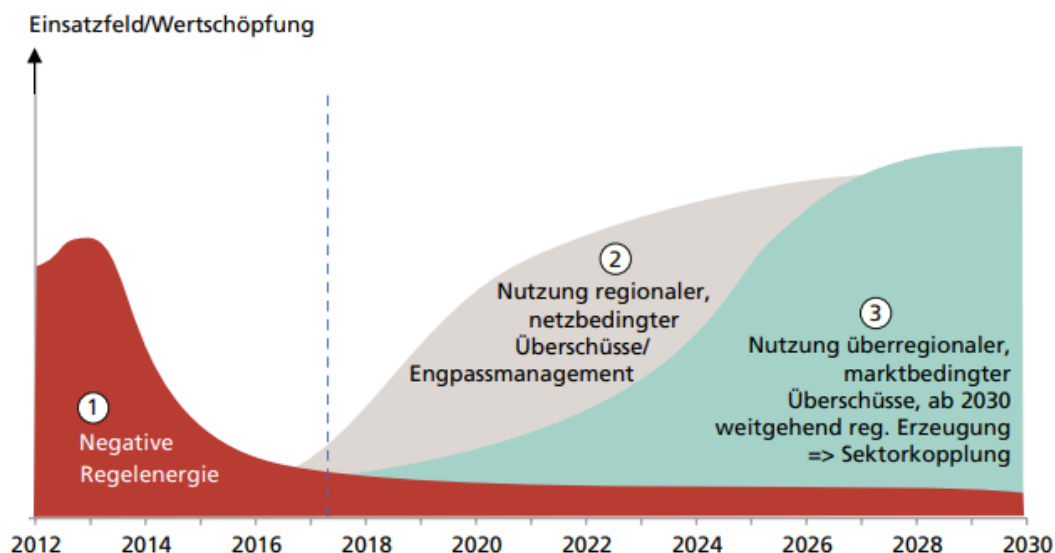 Einsatzfeld/Wertschöpfung
2
Nutzung regionaler,
netzbedingter
Überschüsse/
Engpassmanagement
3
Nutzung überregionaler,
marktbedingter
Überschüsse, ab 2030
weitgehend reg. Erzeugung
=> Sektorkopplung
1
Negative
Regelenergie
2012 2014 2016 2018 2020 2022 2024 2026 2028 2030